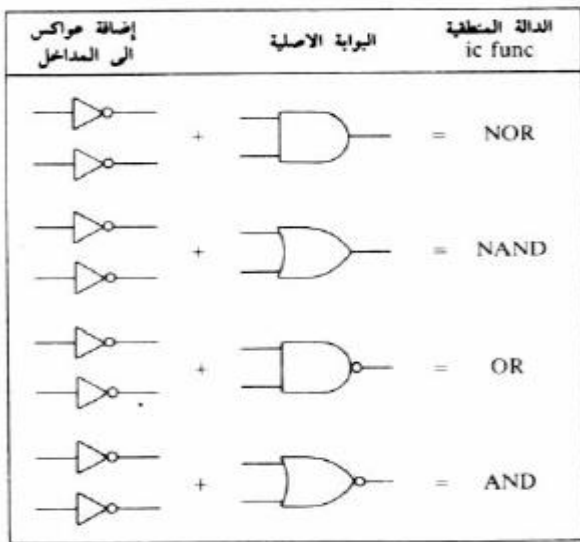 الدالة المنطقية
ic func
البوابة الاصلية
إضافة عواكس
الى المداخل
+ = NOR
+ = NAND
+ = OR
+ = AND